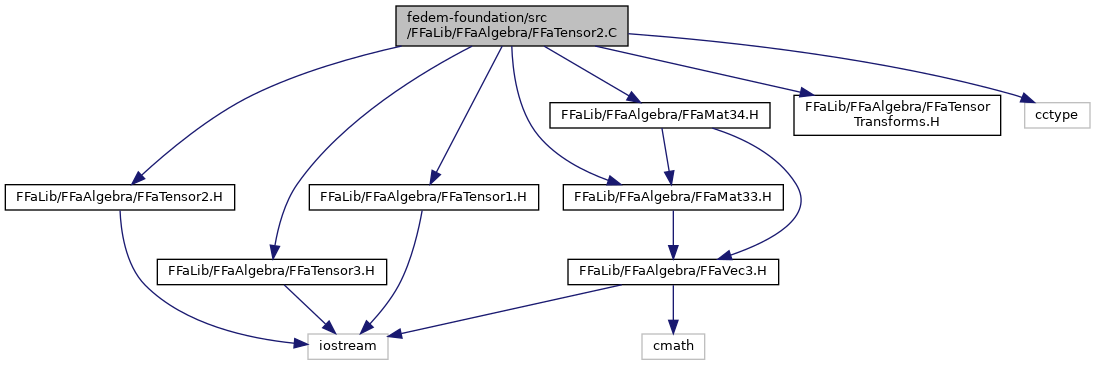 fedem-foundation/src
/FFaLib/FFaAlgebra/FFaTensor2.C
FFaLib/FFaAlgebra/FFaMat34.H
FFaLib/FFaAlgebra/FFaTensor
Transforms.H
cctype
FFaLib/FFaAlgebra/FFaTensor2.H
FFaLib/FFaAlgebra/FFaTensor1.H
FFaLib/FFaAlgebra/FFaMat33.H
FFaLib/FFaAlgebra/FFaTensor3.H
FFaLib/FFaAlgebra/FFaVec3.H
iostream
cmath